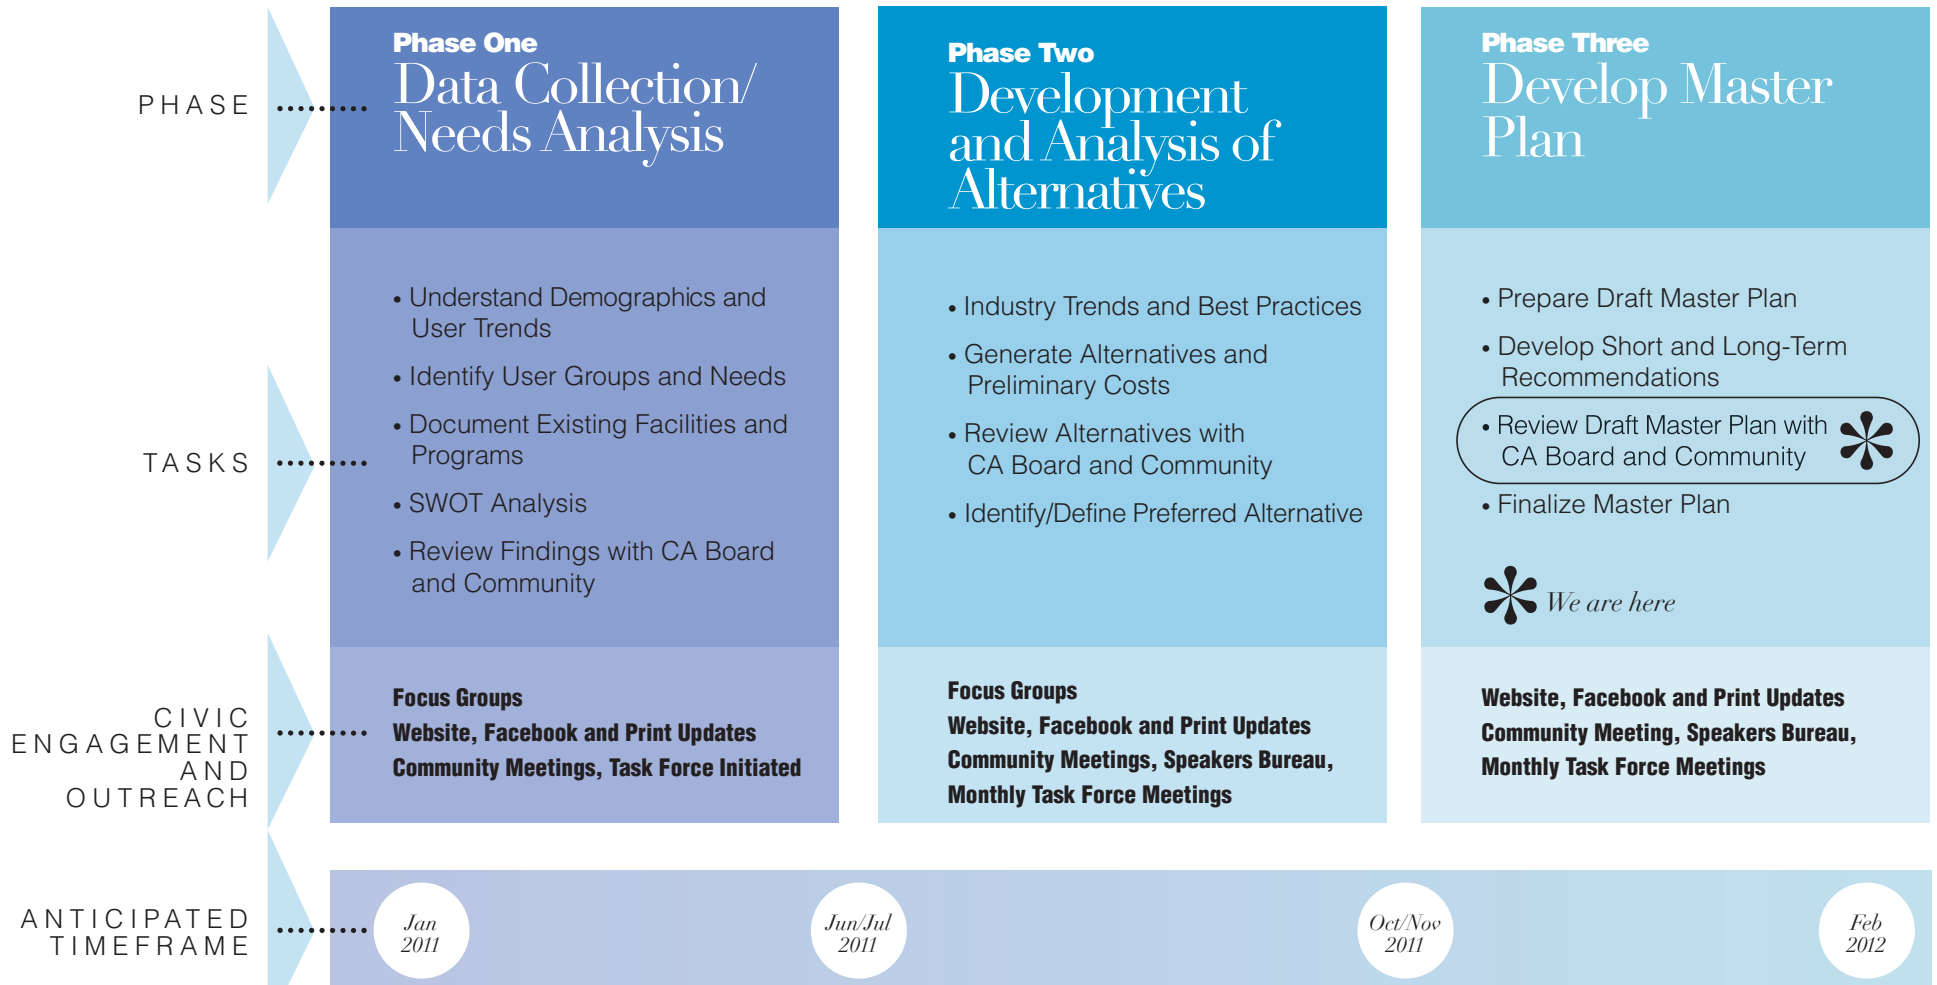 PHASE
Phase One
Data Collection/
Needs Analysis
Phase Two
Development
and Analysis of
Alternatives
Phase Three
Develop Master
Plan
TASKS
• Understand Demographics and
User Trends
• Identify User Groups and Needs
• Document Existing Facilities and
Programs
• SWOT Analysis
• Review Findings with CA Board
and Community
• Industry Trends and Best Practices
• Generate Alternatives and
Preliminary Costs
• Review Alternatives with
CA Board and Community
• Identify/Define Preferred Alternative
• Prepare Draft Master Plan
• Develop Short and Long-Term
Recommendations
• Review Draft Master Plan with
CA Board and Community
• Finalize Master Plan
We are here
CIVIC
ENGAGEMENT
AND
OUTREACH
Focus Groups
Website, Facebook and Print Updates
Community Meetings, Task Force Initiated
Focus Groups
Website, Facebook and Print Updates
Community Meetings, Speakers Bureau,
Monthly Task Force Meetings
Website, Facebook and Print Updates
Community Meeting, Speakers Bureau,
Monthly Task Force Meetings
ANTICIPATED
TIMEFRAME
Jan
2011
Jun/Jul
2011
Oct/Nov
2011
Feb
2012